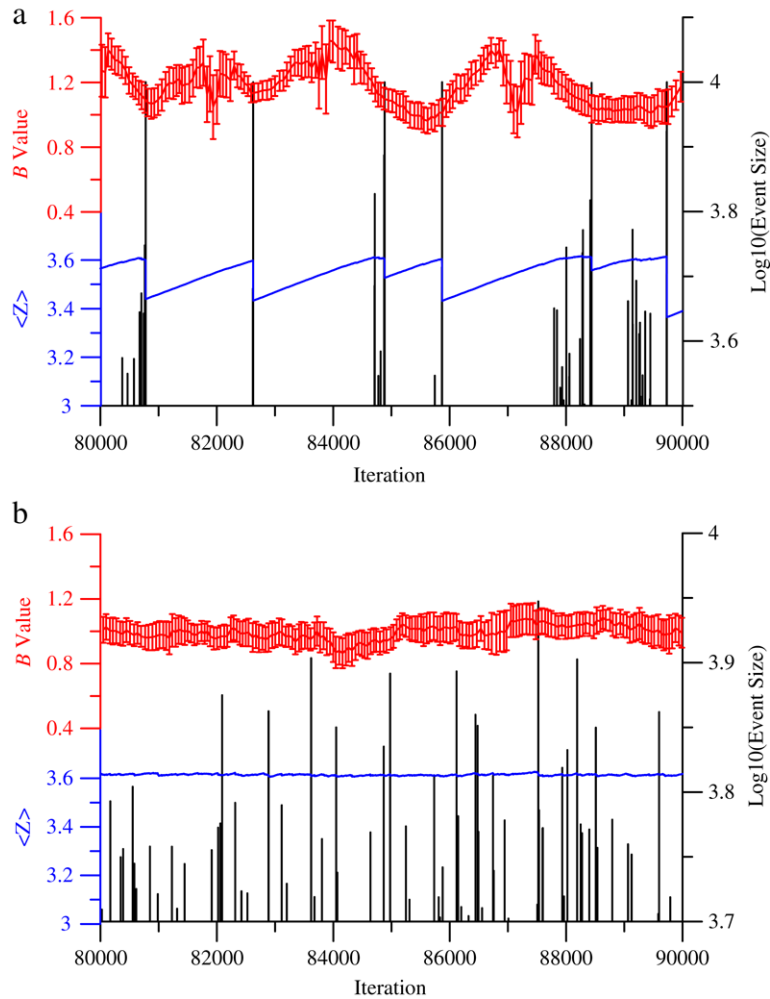 a
1.6
1.2
0.8
0.4
B Value
3.6
3.4
3.2
3
<Z>
4
3.8
3.6
Log10(Event Size)
80000 82000 84000 86000 88000 90000
Iteration
b
1.6
1.2
0.8
0.4
B Value
3.6
3.4
3.2
3
<Z>
4
3.9
3.8
3.7
Log10(Event Size)
80000 82000 84000 86000 88000 90000
Iteration